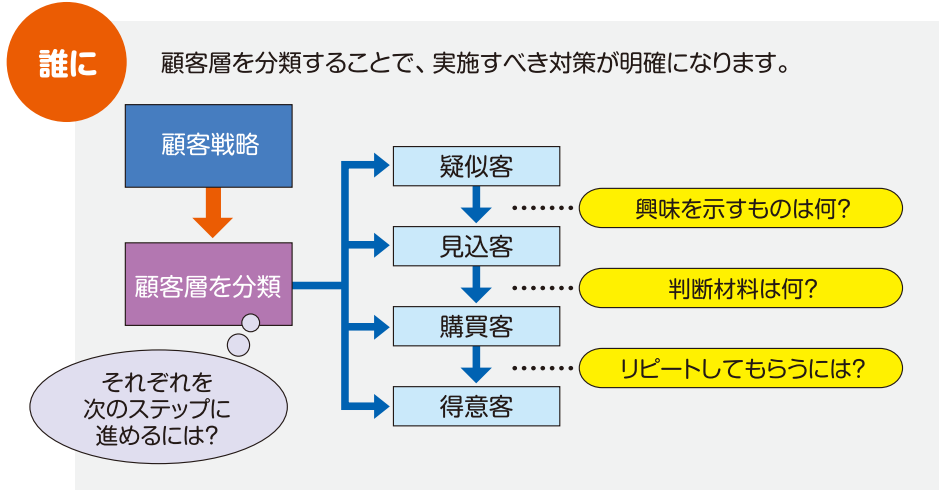 誰に
顧客層を分類することで、実施すべき対策が明確になります。
顧客戦略
顧客層を分類
それぞれを
次のステップに
進めるには?
疑似客
興味を示すものは何?
見込客
判断材料は何?
購買客
リピートしてもらうには?
得意客